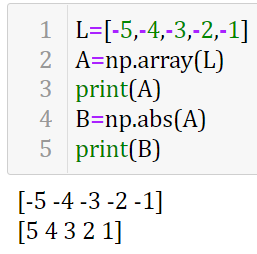 1 L=[-5,-4,-3,-2,-1]
2 A=np.array(L)
3 print(A)
4 B=np.abs(A)
5 print(B)
[-5 -4 -3 -2 -1]
[5 4 3 2 1]